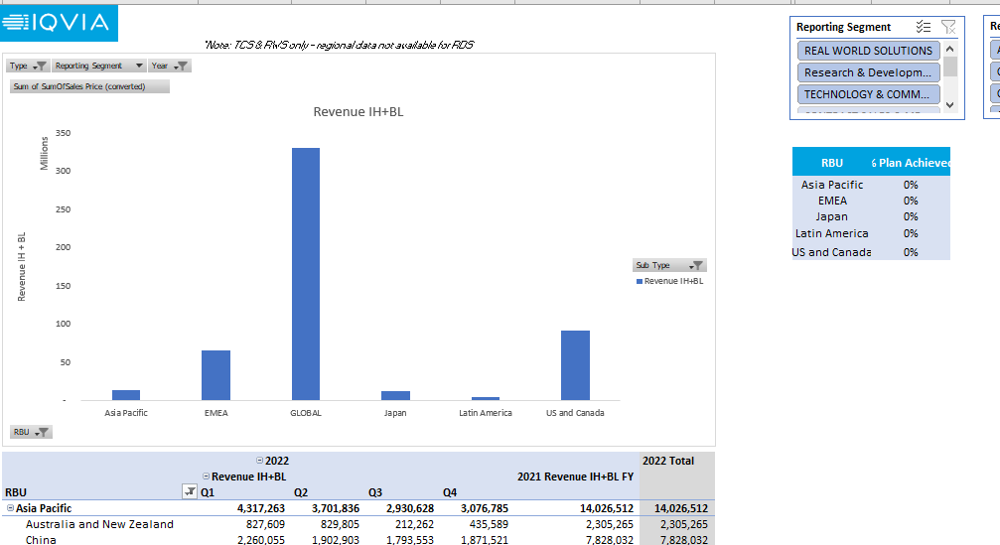 IQVIA
*Note: TCS & RWS only - regional data not available for RDS
Type Reporting Segment Year
Sum of SumOfSales Price (converted)
Revenue IH+BL
Millions
Revenue IH + BL
350
300
250
200
150
100
50
-
Asia Pacific EMEA GLOBAL Japan Latin America US and Canada
Sub Type
Revenue IH+BL
RBU
Reporting Segment
REAL WORLD SOLUTIONS
Research & Developm...
TECHNOLOGY & COMM...
Re
RBU Plan Achieved
Asia Pacific 0%
EMEA 0%
Japan 0%
Latin America 0%
US and Canada 0%
2022 2022 Total
Revenue IH+BL 2021 Revenue IH+BL FY
RBU Q1 Q2 Q3 Q4
Asia Pacific 4,317,263 3,701,836 2,930,628 3,076,785 14,026,512 14,026,512
Australia and New Zealand 827,609 829,805 212,262 435,589 2,305,265 2,305,265
China 2,260,055 1,902,903 1,793,553 1,871,521 7,828,032 7,828,032